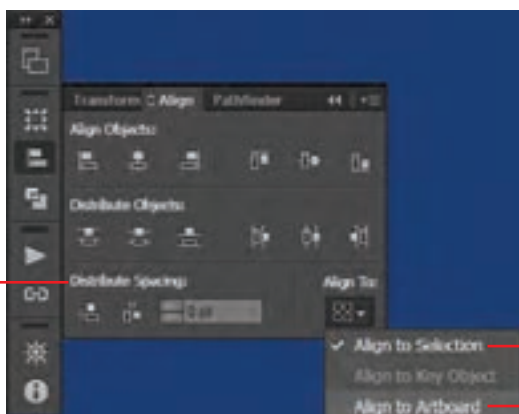 Transform Align Pathfinder
Align Objects:
Distribute Objects:
Distribute Spacing: Align To:
Align to Selection
Align to Key Object
Align to Artboard